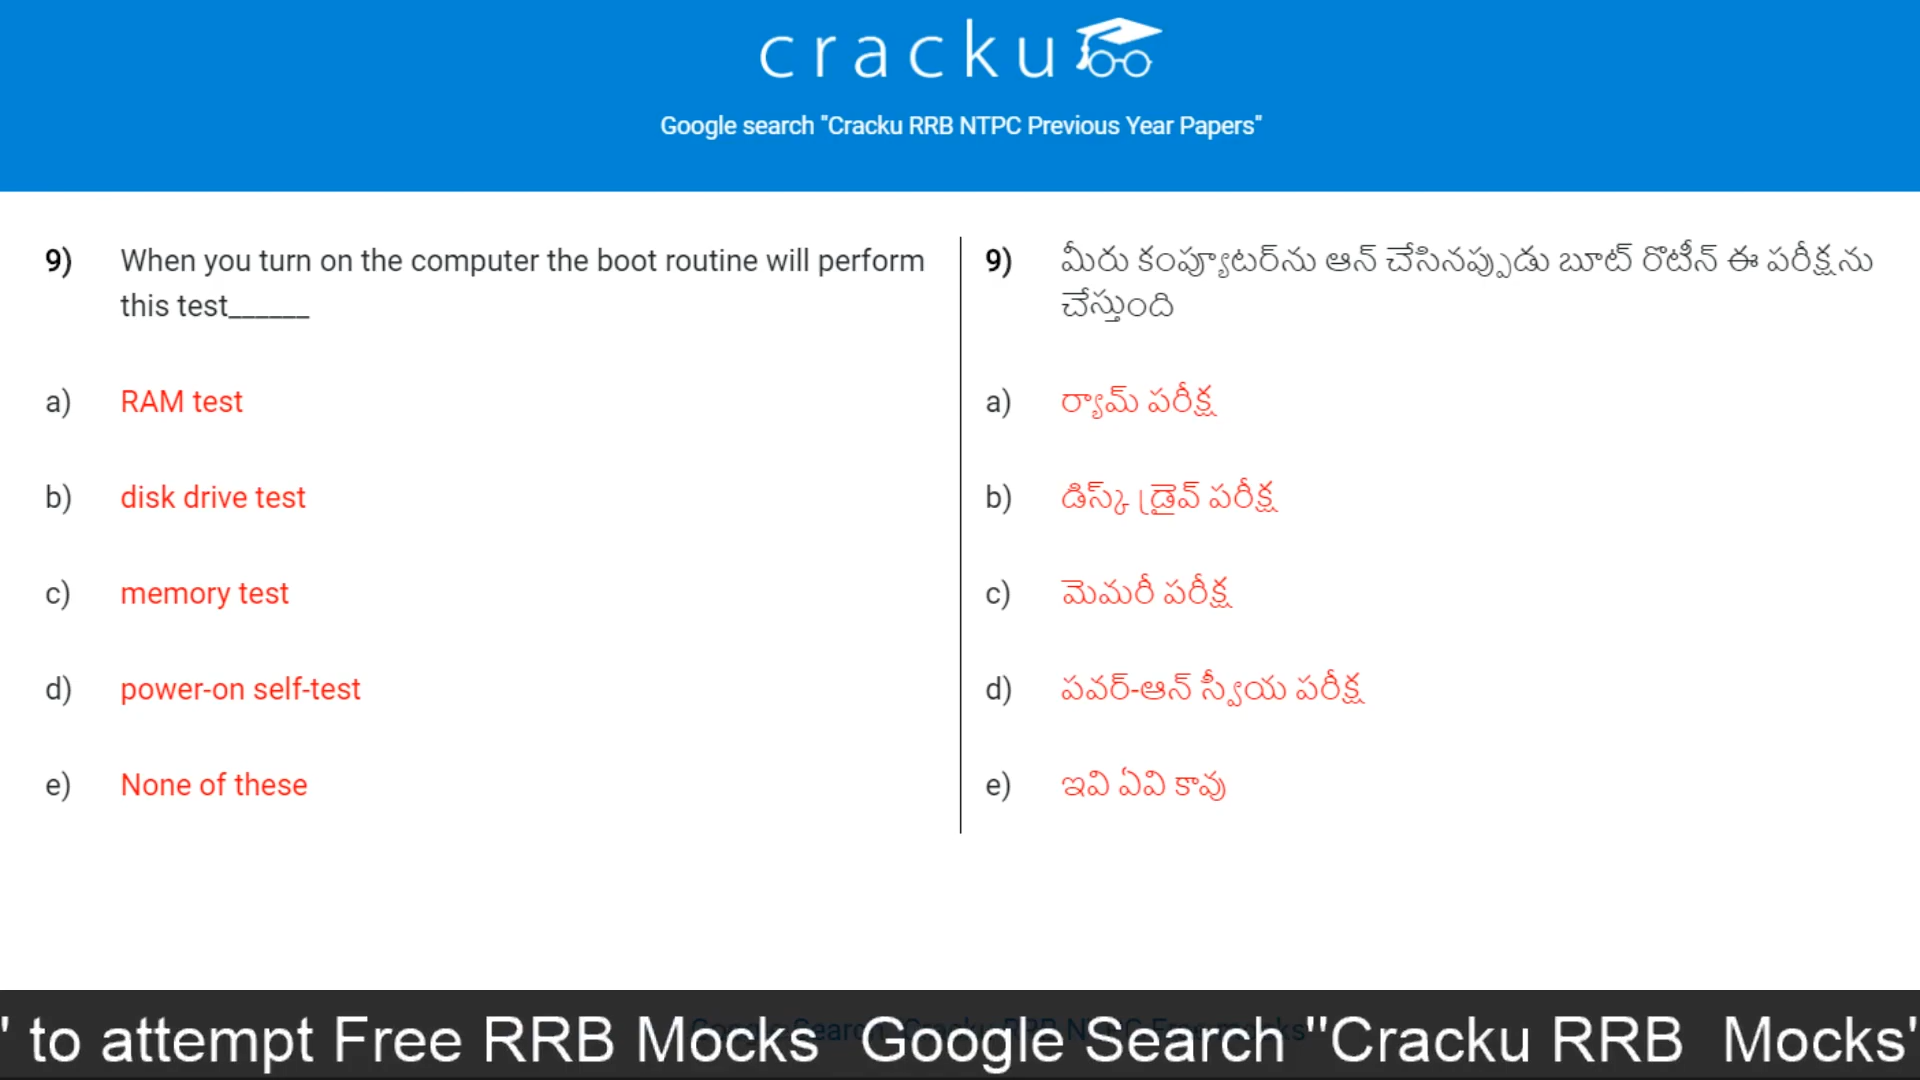 cracku
Google search "Cracku RRB NTPC Previous Year Papers"
9) When you turn on the computer the boot routine will perform
this test______
a) RAM test
b) disk drive test
c) memory test
d) power-on self-test
e) None of these
9) మీరు కంప్యూటర్‌ను ఆన్ చేసినప్పుడు బూట్ రొటీన్ ఈ పరీక్షను
చేస్తుంది
a) ర్యామ్ పరీక్ష
b) డిస్క్ డ్రైవ్ పరీక్ష
c) మెమరీ పరీక్ష
d) పవర్-ఆన్ స్వీయ పరీక్ష
e) ఇవి ఏవి కావు
' to attempt Free RRB Mocks Google Search "Cracku RRB Mocks'